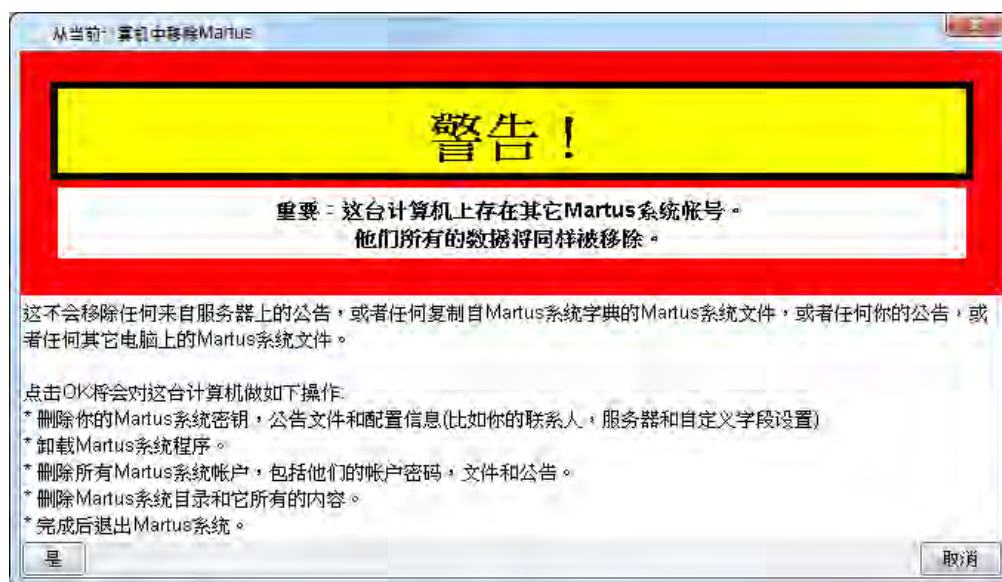 从当前计算机中移除Martus
警告！
重要：这台计算机上存在其它Martus系统帐号。
他们所有的数据将同样被移除。
这不会移除任何来自服务器上的公告，或者任何复制自Martus系统字典的Martus系统文件，或者任何你的公告，或
者任何其它电脑上的Martus系统文件。
点击OK将会对这台计算机做如下操作:
* 删除你的Martus系统密钥，公告文件和配置信息(比如你的联系人，服务器和自定义字段设置)
* 卸载Martus系统程序。
* 删除所有Martus系统帐户，包括他们的帐户密码，文件和公告。
* 删除Martus系统目录和它所有的内容。
* 完成后退出Martus系统。
是
取消